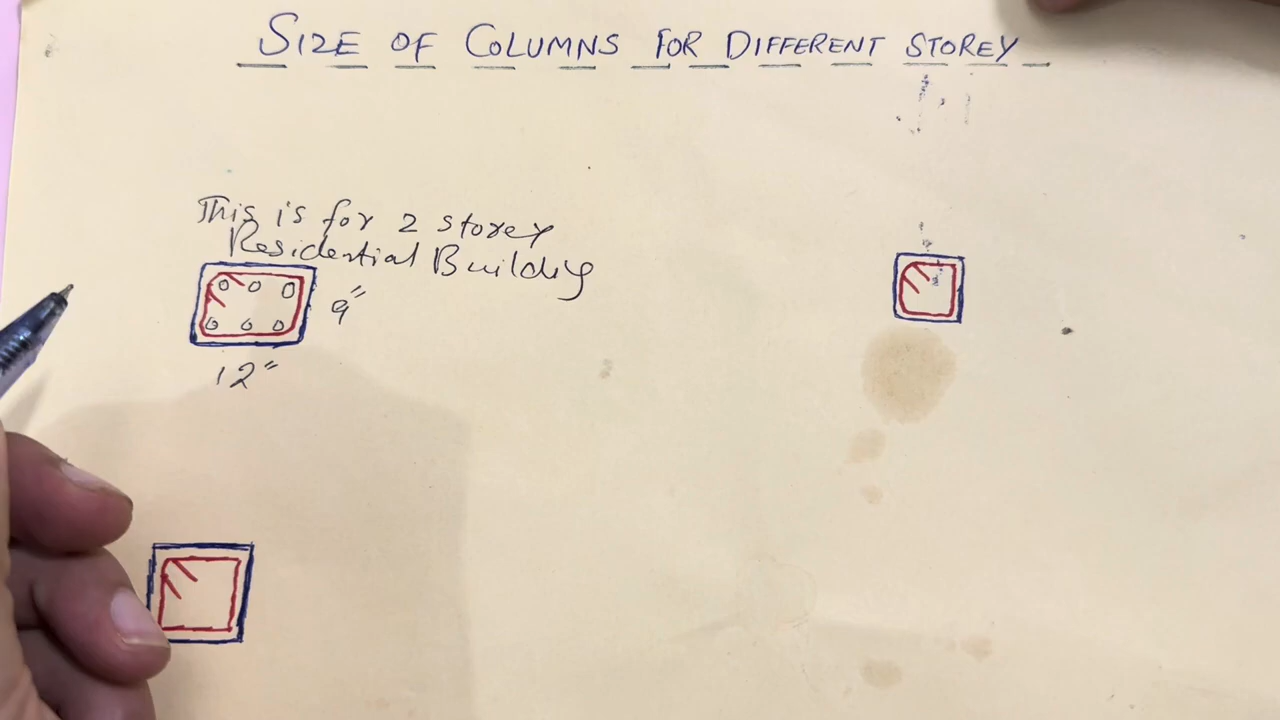 SIZE OF COLUMNS FOR DIFFERENT STOREY
This is for 2 storey
Residential Building
9"
12"